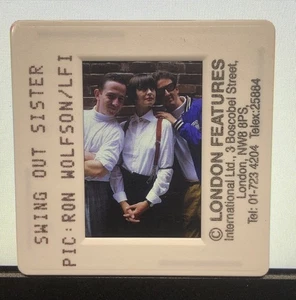 SWING OUT SISTER
PIC: RON WOLFSON/LFI
© LONDON FEATURES
International Ltd., 3 Boscobel Street,
London, NW8 8PS,
Tel: 01-723 4204 Telex:25884